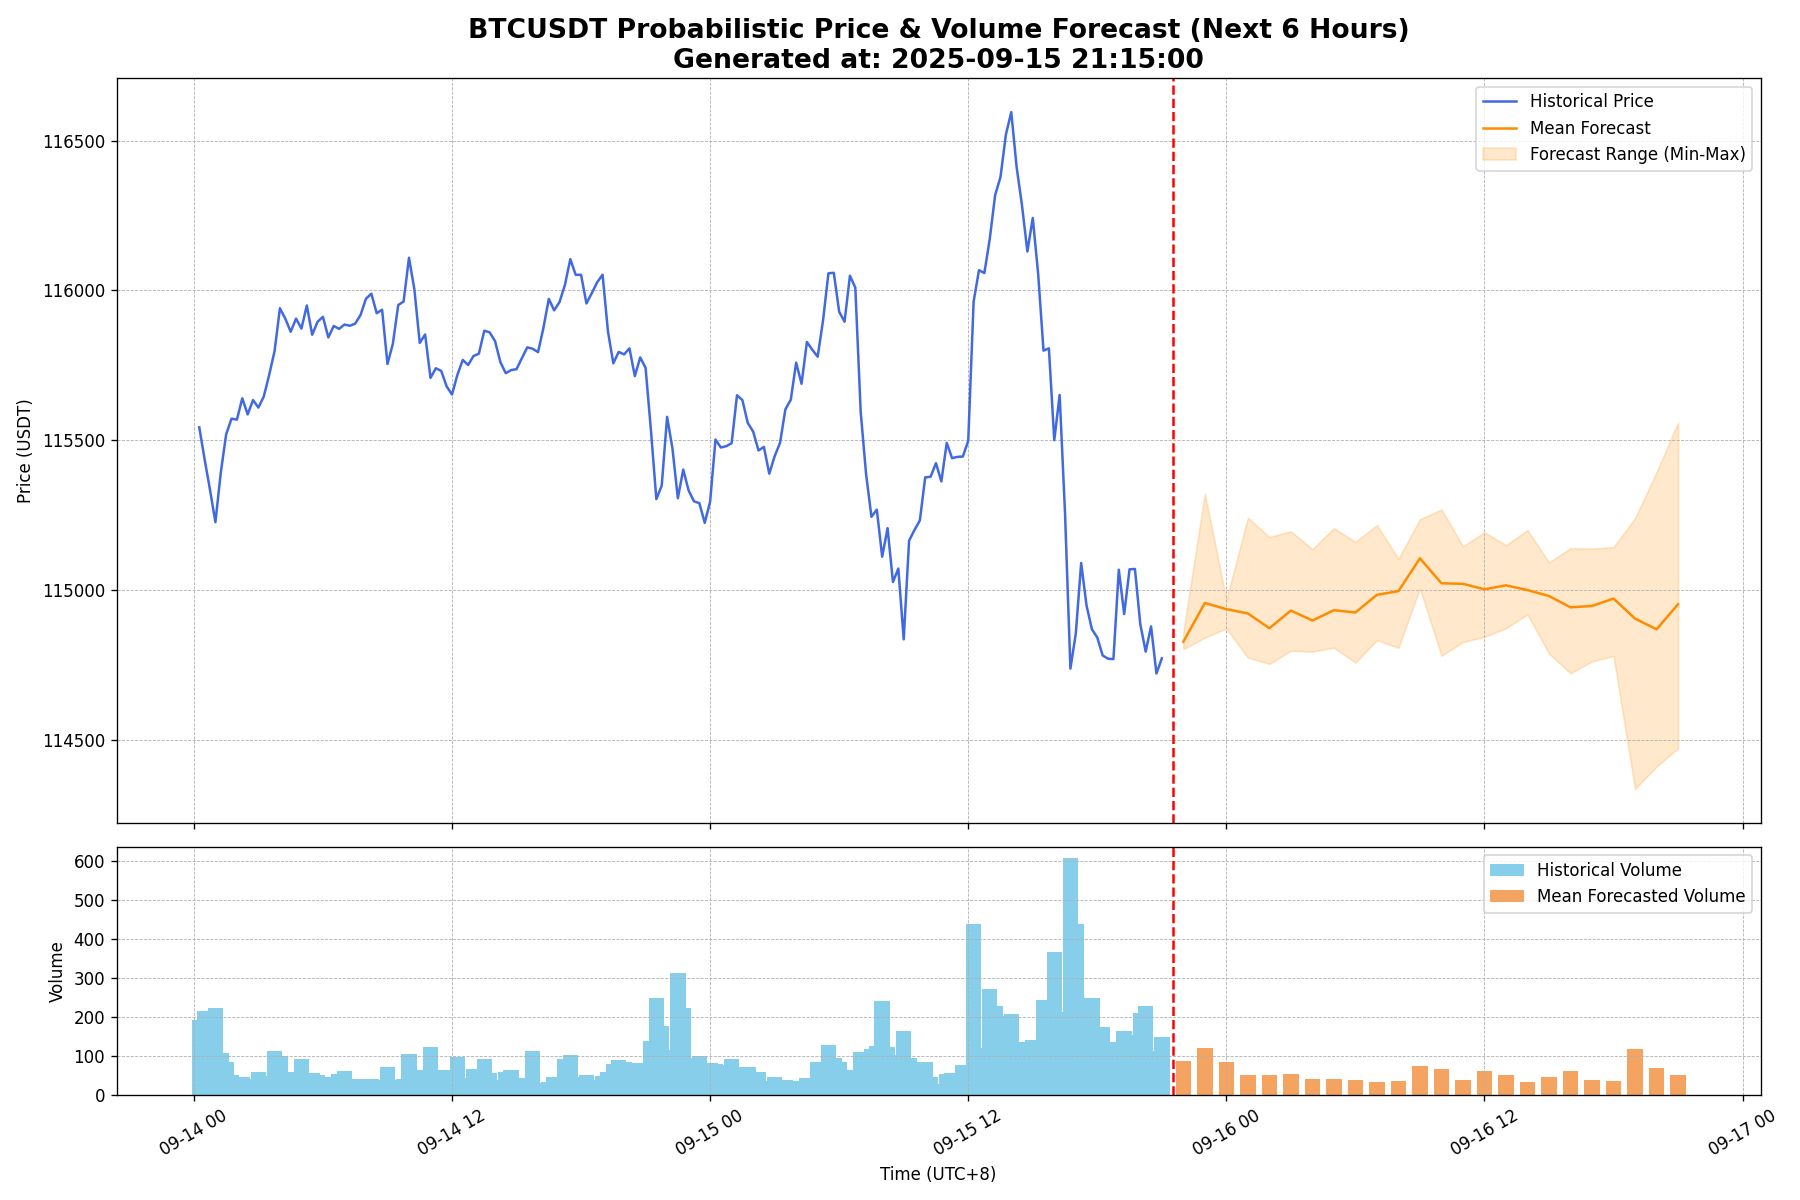 BTCUSDT Probabilistic Price & Volume Forecast (Next 6 Hours)
Generated at: 2025-09-15 21:15:00
Historical Price
Mean Forecast
Forecast Range (Min-Max)
Price (USDT)
116500
116000
115500
115000
114500
Historical Volume
Mean Forecasted Volume
Volume
600
500
400
300
200
100
0
09-14 00
09-14 12
09-15 00
09-15 12
09-16 00
09-16 12
09-17 00
Time (UTC+8)